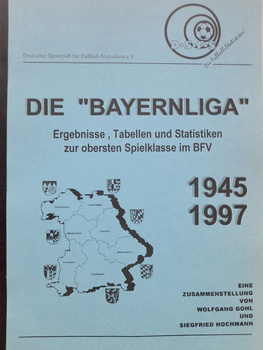 Deutscher Sportclub für Fußball-Statistiken e.V.
DIE "BAYERNLIGA"
Ergebnisse , Tabellen und Statistiken
zur obersten Spielklasse im BFV
1945
1997
EINE
ZUSAMMENSTELLUNG
VON
WOLFGANG GOHL
UND
SIEGFRIED HOCHMANN